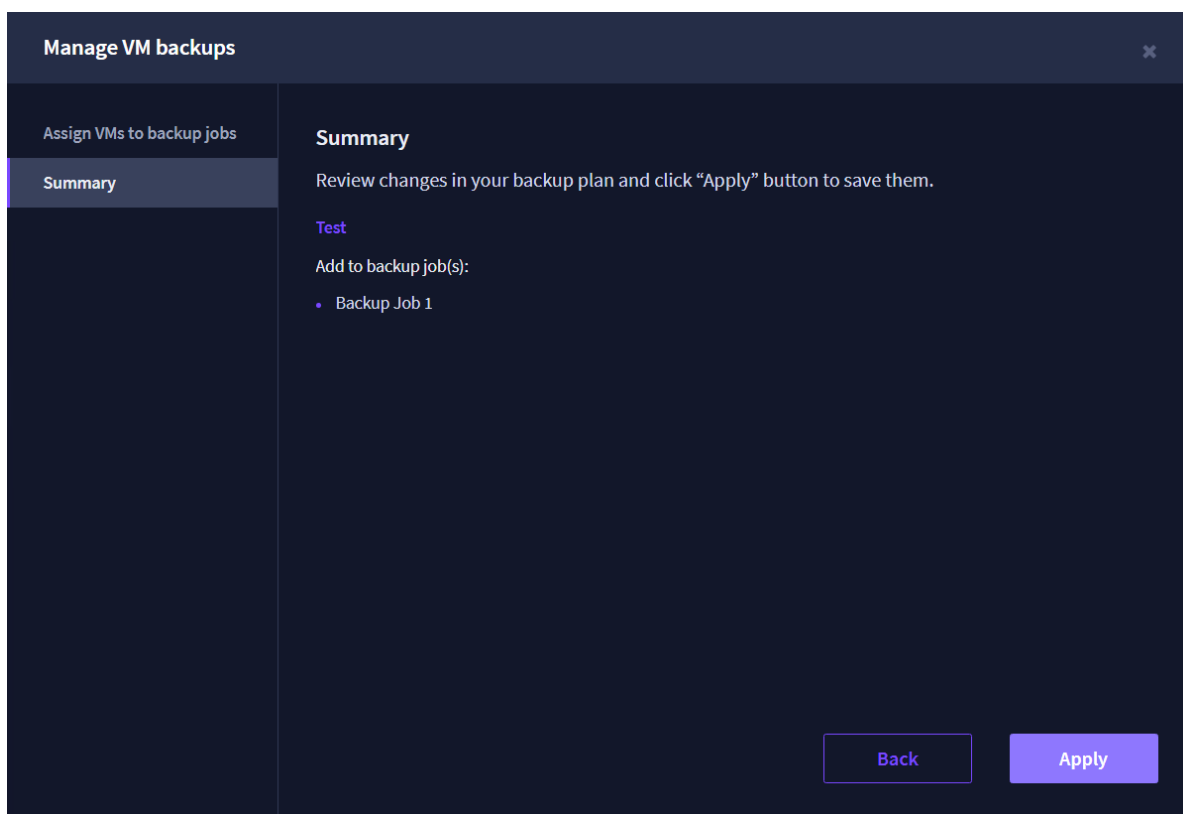 Manage VM backups
Assign VMs to backup jobs
Summary
Summary
Review changes in your backup plan and click “Apply” button to save them.
Test
Add to backup job(s):
• Backup Job 1
Back
Apply